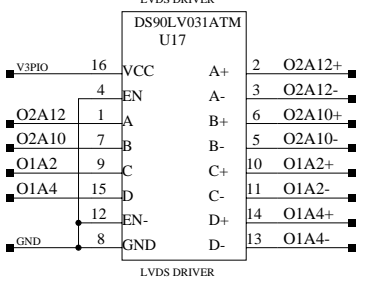 LVDS DRIVER
DS90LV031ATM
U17
V3PIO 16 VCC A+ 2 O2A12+
4 EN A- 3 O2A12-
O2A12 1 A B+ 6 O2A10+
O2A10 7 B B- 5 O2A10-
O1A2 9 C C+ 10 O1A2+
O1A4 15 D C- 11 O1A2-
12 EN- D+ 14 O1A4+
GND 8 GND D- 13 O1A4-
LVDS DRIVER